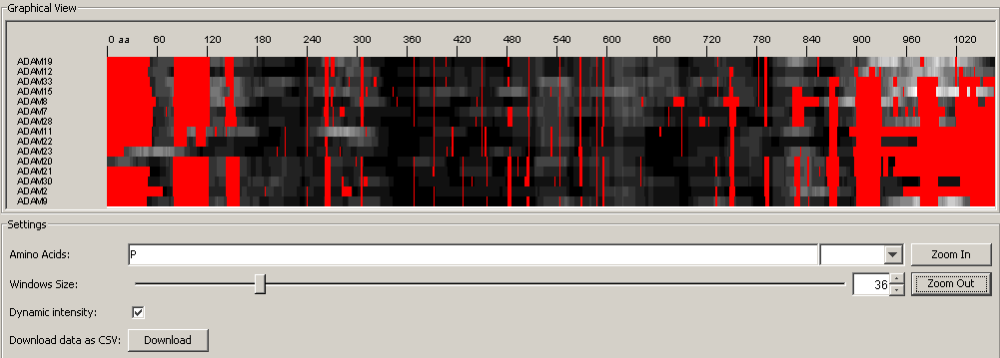 Graphical View
0 aa 60 120 180 240 300 360 420 480 540 600 660 720 780 840 900 960 1020
ADAM19
ADAM12
ADAM33
ADAM15
ADAM8
ADAM7
ADAM28
ADAM11
ADAM22
ADAM23
ADAM20
ADAM21
ADAM30
ADAM2
ADAM9
Settings
Amino Acids: P Zoom In
Windows Size: 36 Zoom Out
Dynamic intensity:
Download data as CSV: Download